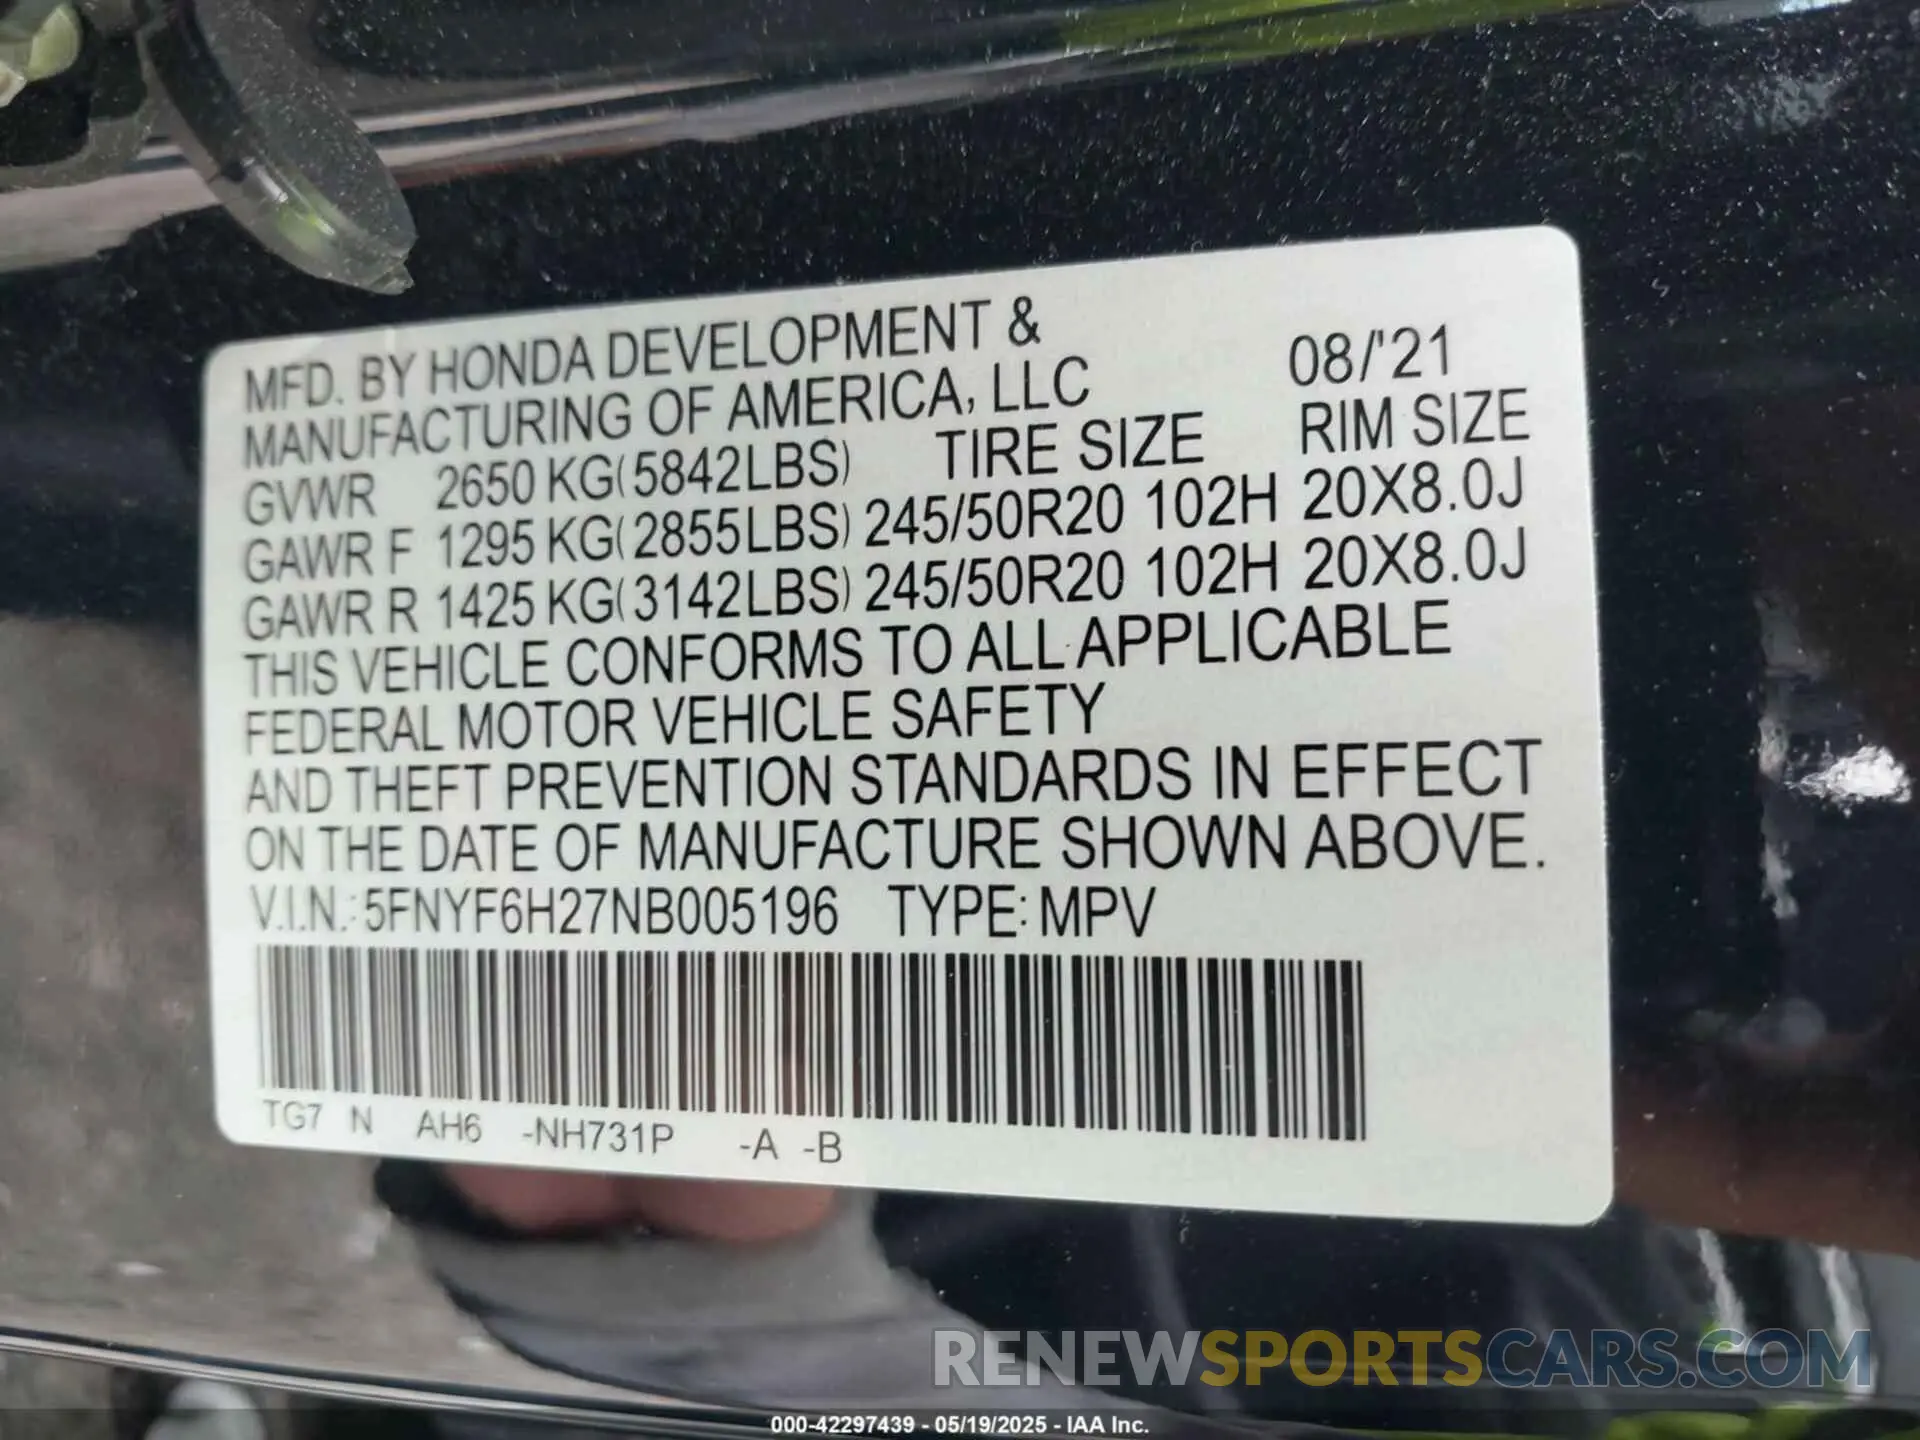 MFD. BY HONDA DEVELOPMENT &
MANUFACTURING OF AMERICA, LLC 08/'21
GVWR 2650 KG(5842LBS) TIRE SIZE RIM SIZE
GAWR F 1295 KG(2855LBS) 245/50R20 102H 20X8.0J
GAWR R 1425 KG(3142LBS) 245/50R20 102H 20X8.0J
THIS VEHICLE CONFORMS TO ALL APPLICABLE
FEDERAL MOTOR VEHICLE SAFETY
AND THEFT PREVENTION STANDARDS IN EFFECT
ON THE DATE OF MANUFACTURE SHOWN ABOVE.
V.I.N.: 5FNYF6H27NB005196 TYPE: MPV
TG7 N AH6 -NH731P -A -B
RENEWSPORTSCARS.COM
000-42297439 - 05/19/2025 - IAA Inc.